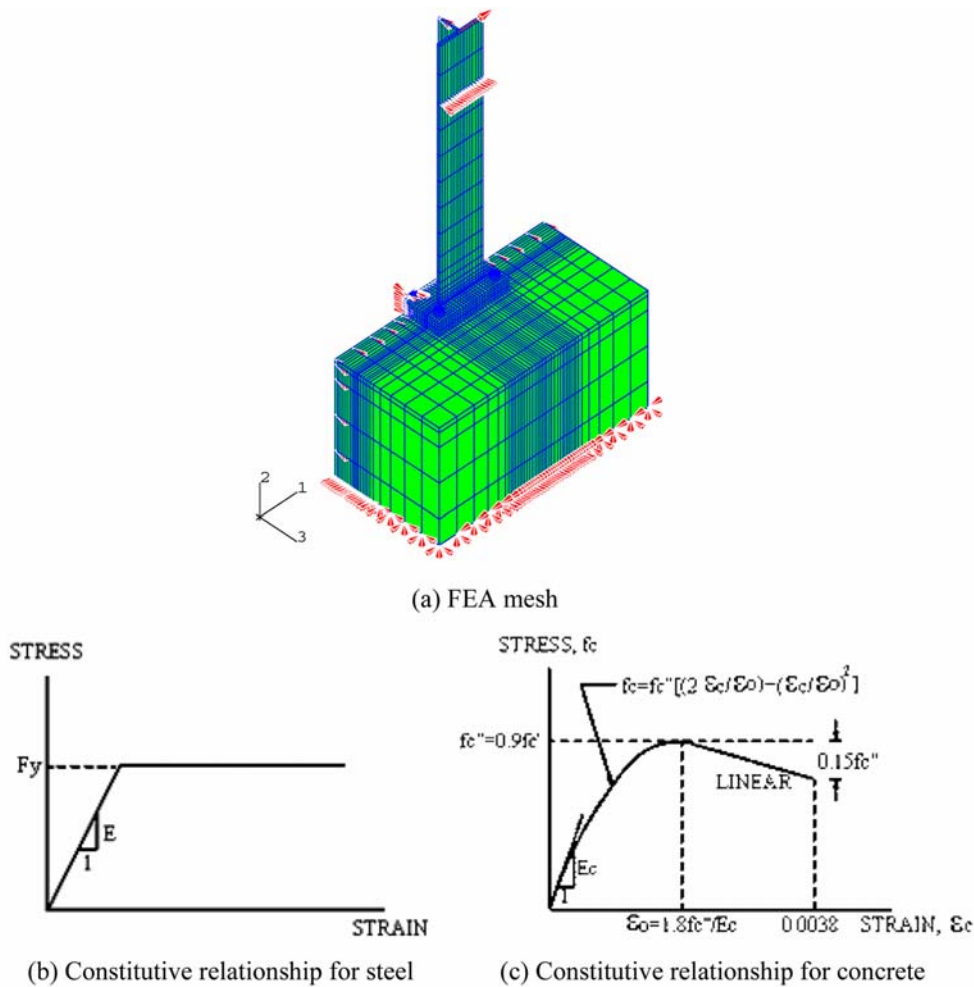 2
1
3
(a) FEA mesh
STRESS
Fy
E
1
STRAIN
(b) Constitutive relationship for steel
STRESS, fc
fc=fc"[(2 εc/εo)-(εc/εo)²]
fc"=0.9fc'
0.15fc"
LINEAR
Ec
1
εo=1.8fc"/Ec
0.0038
STRAIN, εc
(c) Constitutive relationship for concrete